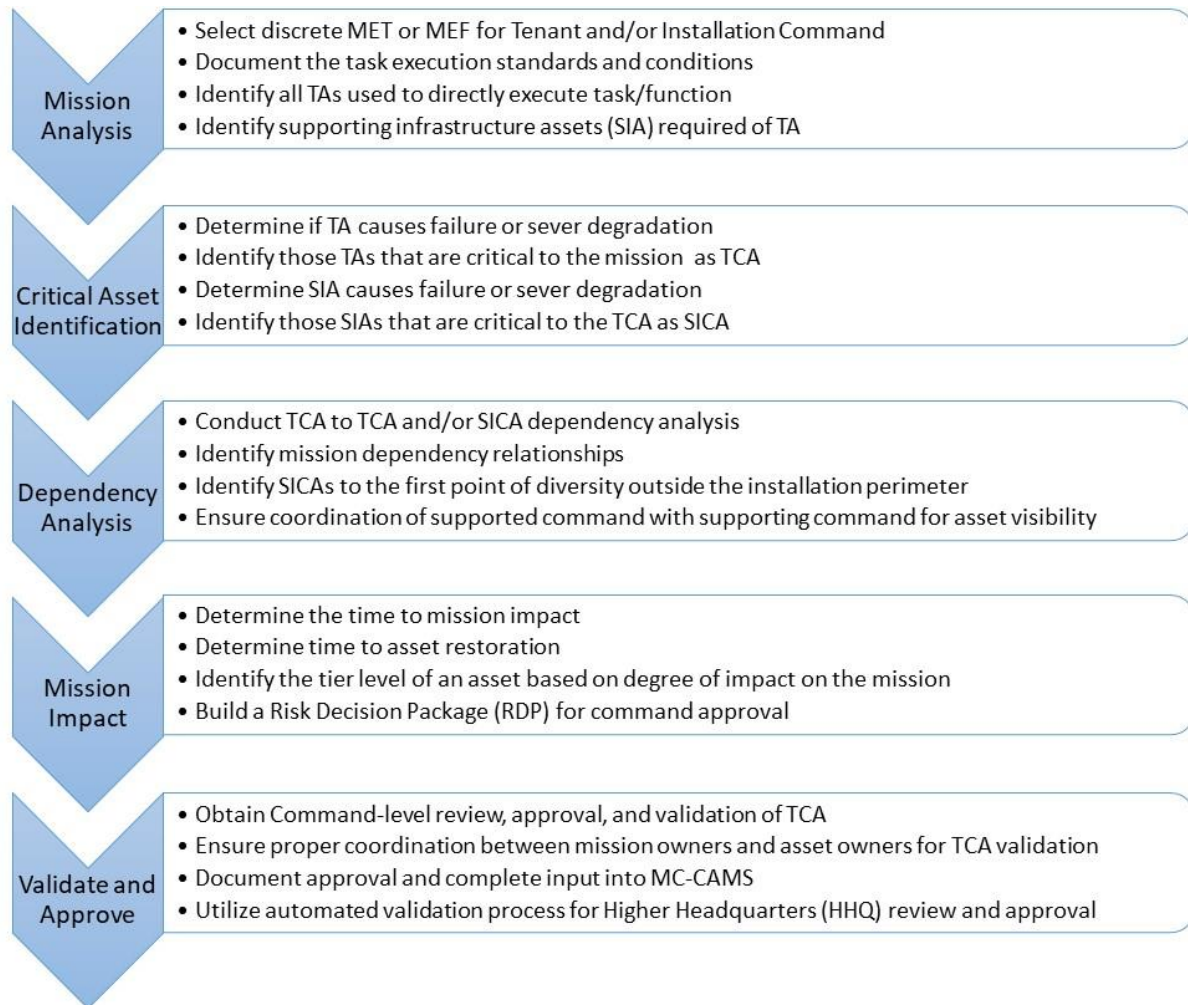 Mission
Analysis
• Select discrete MET or MEF for Tenant and/or Installation Command
• Document the task execution standards and conditions
• Identify all TAs used to directly execute task/function
• Identify supporting infrastructure assets (SIA) required of TA
Critical Asset
Identification
• Determine if TA causes failure or sever degradation
• Identify those TAs that are critical to the mission as TCA
• Determine SIA causes failure or sever degradation
• Identify those SIAs that are critical to the TCA as SICA
Dependency
Analysis
• Conduct TCA to TCA and/or SICA dependency analysis
• Identify mission dependency relationships
• Identify SICAs to the first point of diversity outside the installation perimeter
• Ensure coordination of supported command with supporting command for asset visibility
Mission
Impact
• Determine the time to mission impact
• Determine time to asset restoration
• Identify the tier level of an asset based on degree of impact on the mission
• Build a Risk Decision Package (RDP) for command approval
Validate and
Approve
• Obtain Command-level review, approval, and validation of TCA
• Ensure proper coordination between mission owners and asset owners for TCA validation
• Document approval and complete input into MC-CAMS
• Utilize automated validation process for Higher Headquarters (HHQ) review and approval